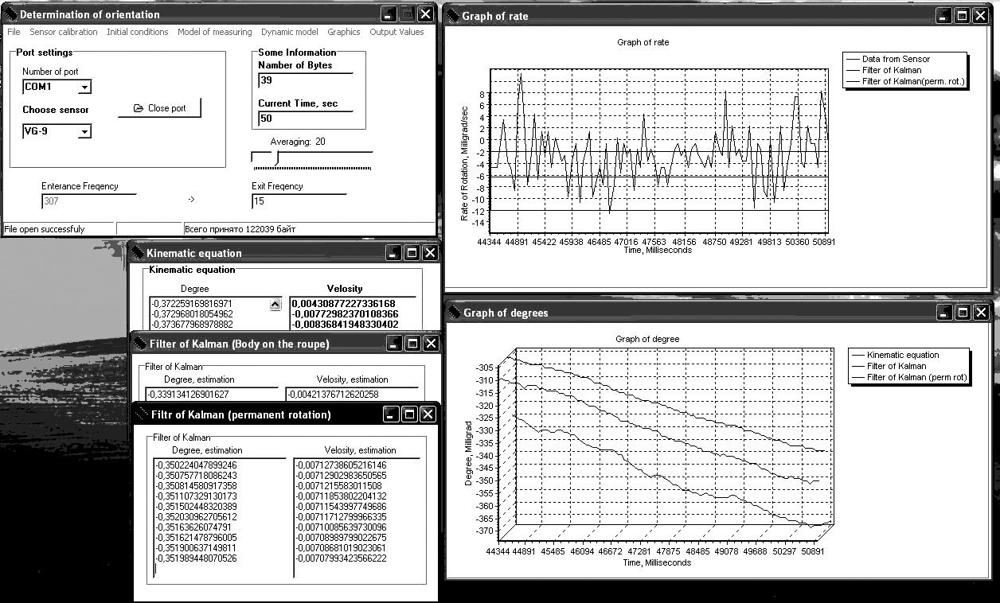 Determination of orientation
File Sensor calibration Initial conditions Model of measuring Dynamic model Graphics Output Values
Port settings
Number of port
COM1
Choose sensor
VG-9
Close port
Some Information
Namber of Bytes
39
Current Time, sec
50
Averaging: 20
Enterance Freqency
307
->
Exit Freqency
15
File open successfuly
Всего принято 122039 байт
Kinematic equation
Kinematic equation
Degree Velosity
-0,372259169816971 0,00430877227336168
-0,372968018054962 -0,00772982370108366
-0,373677968978882 -0,00836841948330402
Filter of Kalman (Body on the roupe)
Filter of Kalman
Degree, estimation Velocity, estimation
-0,339134126901627
Filtr of Kalman (permanent rotation)
Filter of Kalman
Degree, estimation Velocity, estimation
-0,350224047899246 -0,00712738605216146
-0,350757718086243 -0,00712902983650565
-0,350814580917358 -0,0071215583011508
-0,351107329130173 -0,00711853802204132
-0,351502448320389 -0,00711543997749686
-0,352030962705612 -0,00711712799966335
-0,35163626074791 -0,00710085639730096
-0,351621478796005 -0,00708989799022675
-0,351900637149811 -0,00708681019023061
-0,351989448070526 -0,00707993423566222
Graph of rate
Graph of rate
Data from Sensor
Filter of Kalman
Filter of Kalman(perm. rot.)
Rate of Rotation, Milligrad/sec
8
6
4
2
0
-2
-4
-6
-8
-10
-12
-14
44344 44891 45422 45938 46485 47016 47563 48156 48750 49281 49813 50360 50891
Time, Milliseconds
Graph of degrees
Graph of degree
Kinematic equation
Filter of Kalman
Filter of Kalman (perm rot)
Degree, Milligrad
-305
-310
-315
-320
-325
-330
-335
-340
-345
-350
-355
-360
-365
-370
44344 44891 45485 46094 46672 47281 47875 48485 49078 49688 50297 50891
Time, Milliseconds